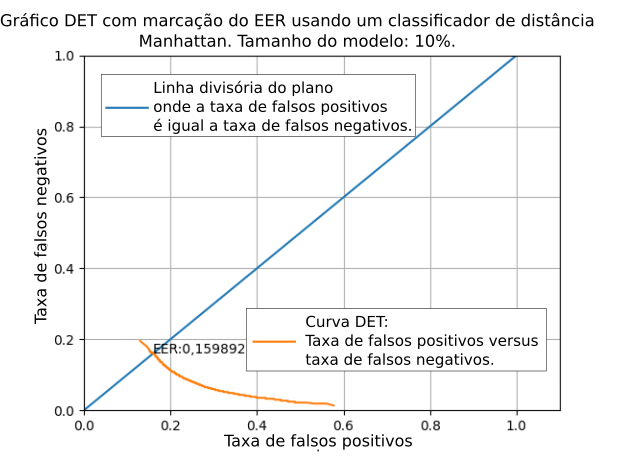 Gráfico DET com marcação do EER usando um classificador de distância
Manhattan. Tamanho do modelo: 10%.
1.0
Linha divisória do plano
onde a taxa de falsos positivos
é igual a taxa de falsos negativos.
0.8
0.6
0.4
Taxa de falsos negativos
Curva DET:
Taxa de falsos positivos versus
taxa de falsos negativos.
0.2
EER:0,159892
0.0
0.0 0.2 0.4 0.6 0.8 1.0
Taxa de falsos positivos